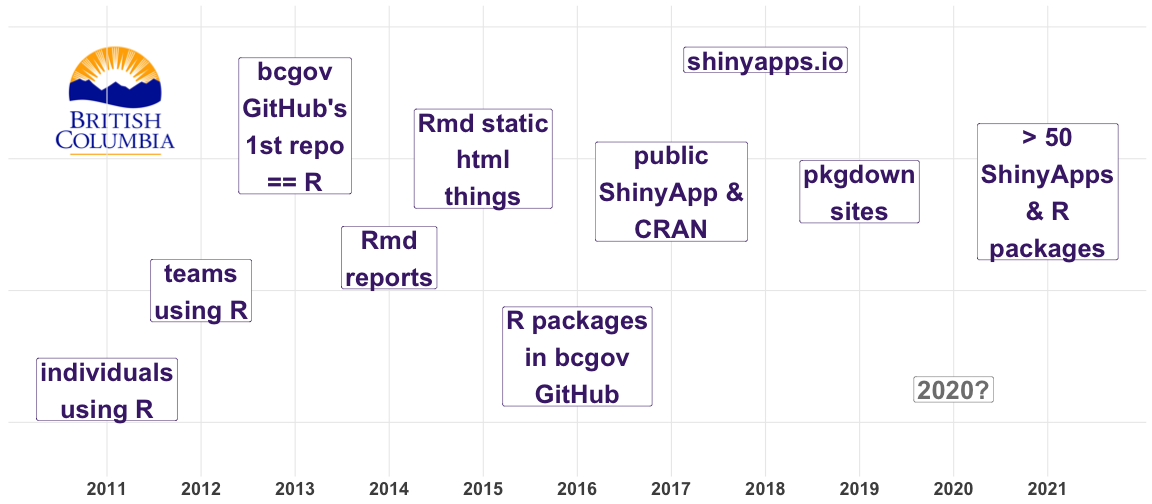 BRITISH
COLUMBIA
individuals
using R
teams
using R
bcgov
GitHub's
1st repo
== R
Rmd
reports
Rmd static
html
things
R packages
in bcgov
GitHub
public
ShinyApp &
CRAN
shinyapps.io
pkgdown
sites
2020?
> 50
ShinyApps
& R
packages
2011 2012 2013 2014 2015 2016 2017 2018 2019 2020 2021